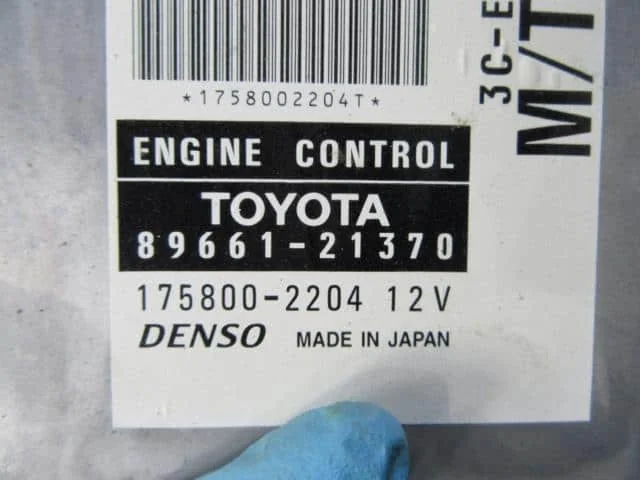 *1758002204T*
ENGINE CONTROL
TOYOTA
89661-21370
175800-2204 12V
DENSO MADE IN JAPAN
3C-E
M/T